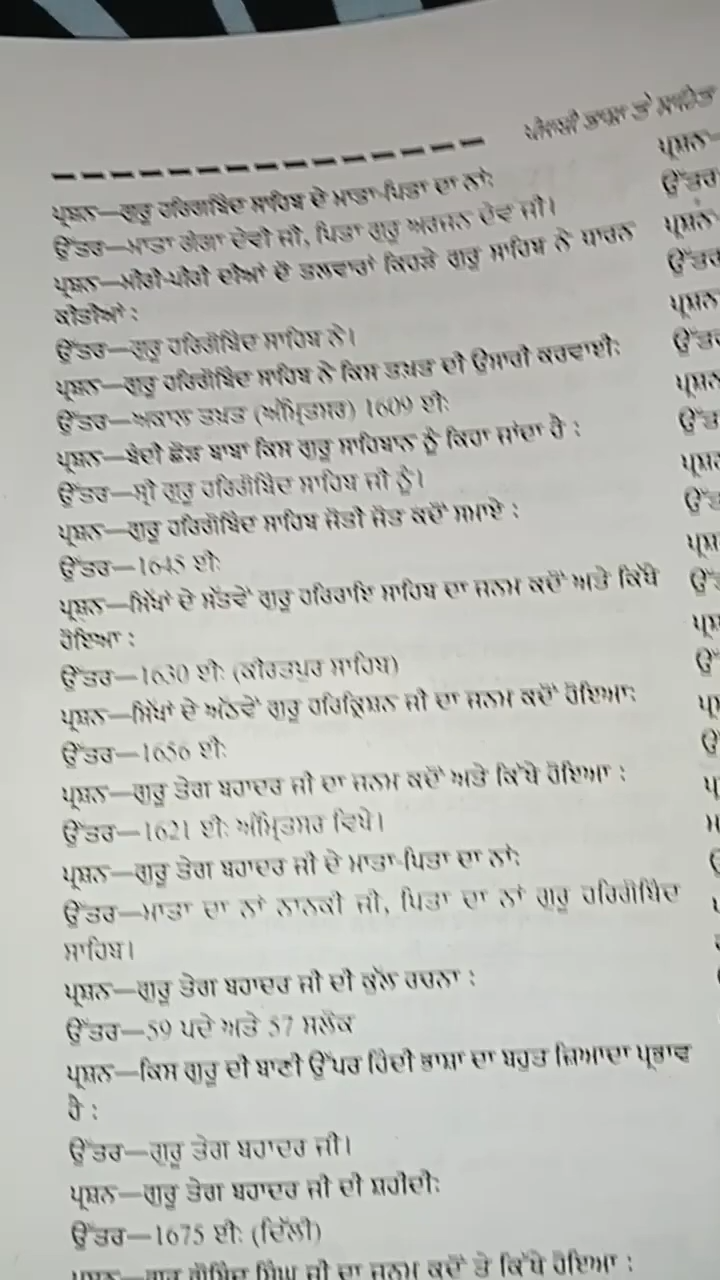 ਪੰਜਾਬੀ ਭਾਸ਼ਾ ਤੇ ਸਾਹਿਤ
ਪ੍ਰਸ਼ਨ—ਗੁਰੂ ਹਰਿਗੋਬਿੰਦ ਸਾਹਿਬ ਦੇ ਮਾਤਾ-ਪਿਤਾ ਦਾ ਨਾਂ:
ਉੱਤਰ—ਮਾਤਾ ਗੰਗਾ ਦੇਵੀ ਜੀ, ਪਿਤਾ ਗੁਰੂ ਅਰਜਨ ਦੇਵ ਜੀ।
ਪ੍ਰਸ਼ਨ—ਮੀਰੀ-ਪੀਰੀ ਦੀਆਂ ਦੋ ਤਲਵਾਰਾਂ ਕਿਹੜੇ ਗੁਰੂ ਸਾਹਿਬ ਨੇ ਧਾਰਨ
ਕੀਤੀਆਂ :
ਉੱਤਰ—ਗੁਰੂ ਹਰਿਗੋਬਿੰਦ ਸਾਹਿਬ ਨੇ।
ਪ੍ਰਸ਼ਨ—ਗੁਰੂ ਹਰਿਗੋਬਿੰਦ ਸਾਹਿਬ ਨੇ ਕਿਸ ਤਖ਼ਤ ਦੀ ਉਸਾਰੀ ਕਰਵਾਈ:
ਉੱਤਰ—ਅਕਾਲ ਤਖ਼ਤ (ਅੰਮ੍ਰਿਤਸਰ) 1609 ਈ:
ਪ੍ਰਸ਼ਨ—ਬੰਦੀ ਛੋੜ ਬਾਬਾ ਕਿਸ ਗੁਰੂ ਸਾਹਿਬਾਨ ਨੂੰ ਕਿਹਾ ਜਾਂਦਾ ਹੈ :
ਉੱਤਰ—ਸ੍ਰੀ ਗੁਰੂ ਹਰਿਗੋਬਿੰਦ ਸਾਹਿਬ ਜੀ ਨੂੰ।
ਪ੍ਰਸ਼ਨ—ਗੁਰੂ ਹਰਿਗੋਬਿੰਦ ਸਾਹਿਬ ਜੋਤੀ ਜੋਤ ਕਦੋਂ ਸਮਾਏ :
ਉੱਤਰ—1645 ਈ:
ਪ੍ਰਸ਼ਨ—ਸਿੱਖਾਂ ਦੇ ਸੱਤਵੇਂ ਗੁਰੂ ਹਰਿਰਾਇ ਸਾਹਿਬ ਦਾ ਜਨਮ ਕਦੋਂ ਅਤੇ ਕਿੱਥੇ
ਹੋਇਆ :
ਉੱਤਰ—1630 ਈ: (ਕੀਰਤਪੁਰ ਸਾਹਿਬ)
ਪ੍ਰਸ਼ਨ—ਸਿੱਖਾਂ ਦੇ ਅੱਠਵੇਂ ਗੁਰੂ ਹਰਿਕ੍ਰਿਸ਼ਨ ਜੀ ਦਾ ਜਨਮ ਕਦੋਂ ਹੋਇਆ:
ਉੱਤਰ—1656 ਈ:
ਪ੍ਰਸ਼ਨ—ਗੁਰੂ ਤੇਗ ਬਹਾਦਰ ਜੀ ਦਾ ਜਨਮ ਕਦੋਂ ਅਤੇ ਕਿੱਥੇ ਹੋਇਆ :
ਉੱਤਰ—1621 ਈ: ਅੰਮ੍ਰਿਤਸਰ ਵਿਖੇ।
ਪ੍ਰਸ਼ਨ—ਗੁਰੂ ਤੇਗ ਬਹਾਦਰ ਜੀ ਦੇ ਮਾਤਾ-ਪਿਤਾ ਦਾ ਨਾਂ:
ਉੱਤਰ—ਮਾਤਾ ਦਾ ਨਾਂ ਨਾਨਕੀ ਜੀ, ਪਿਤਾ ਦਾ ਨਾਂ ਗੁਰੂ ਹਰਿਗੋਬਿੰਦ
ਸਾਹਿਬ।
ਪ੍ਰਸ਼ਨ—ਗੁਰੂ ਤੇਗ ਬਹਾਦਰ ਜੀ ਦੀ ਕੁੱਲ ਰਚਨਾ :
ਉੱਤਰ—59 ਪਦੇ ਅਤੇ 57 ਸਲੋਕ
ਪ੍ਰਸ਼ਨ—ਕਿਸ ਗੁਰੂ ਦੀ ਬਾਣੀ ਉੱਪਰ ਹਿੰਦੀ ਭਾਸ਼ਾ ਦਾ ਬਹੁਤ ਜ਼ਿਆਦਾ ਪ੍ਰਭਾਵ
ਹੈ :
ਉੱਤਰ—ਗੁਰੂ ਤੇਗ ਬਹਾਦਰ ਜੀ।
ਪ੍ਰਸ਼ਨ—ਗੁਰੂ ਤੇਗ ਬਹਾਦਰ ਜੀ ਦੀ ਸ਼ਹੀਦੀ:
ਉੱਤਰ—1675 ਈ: (ਦਿੱਲੀ)
ਪ੍ਰਸ਼ਨ—ਗੁਰੂ ਗੋਬਿੰਦ ਸਿੰਘ ਜੀ ਦਾ ਜਨਮ ਕਦੋਂ ਤੇ ਕਿੱਥੇ ਹੋਇਆ :